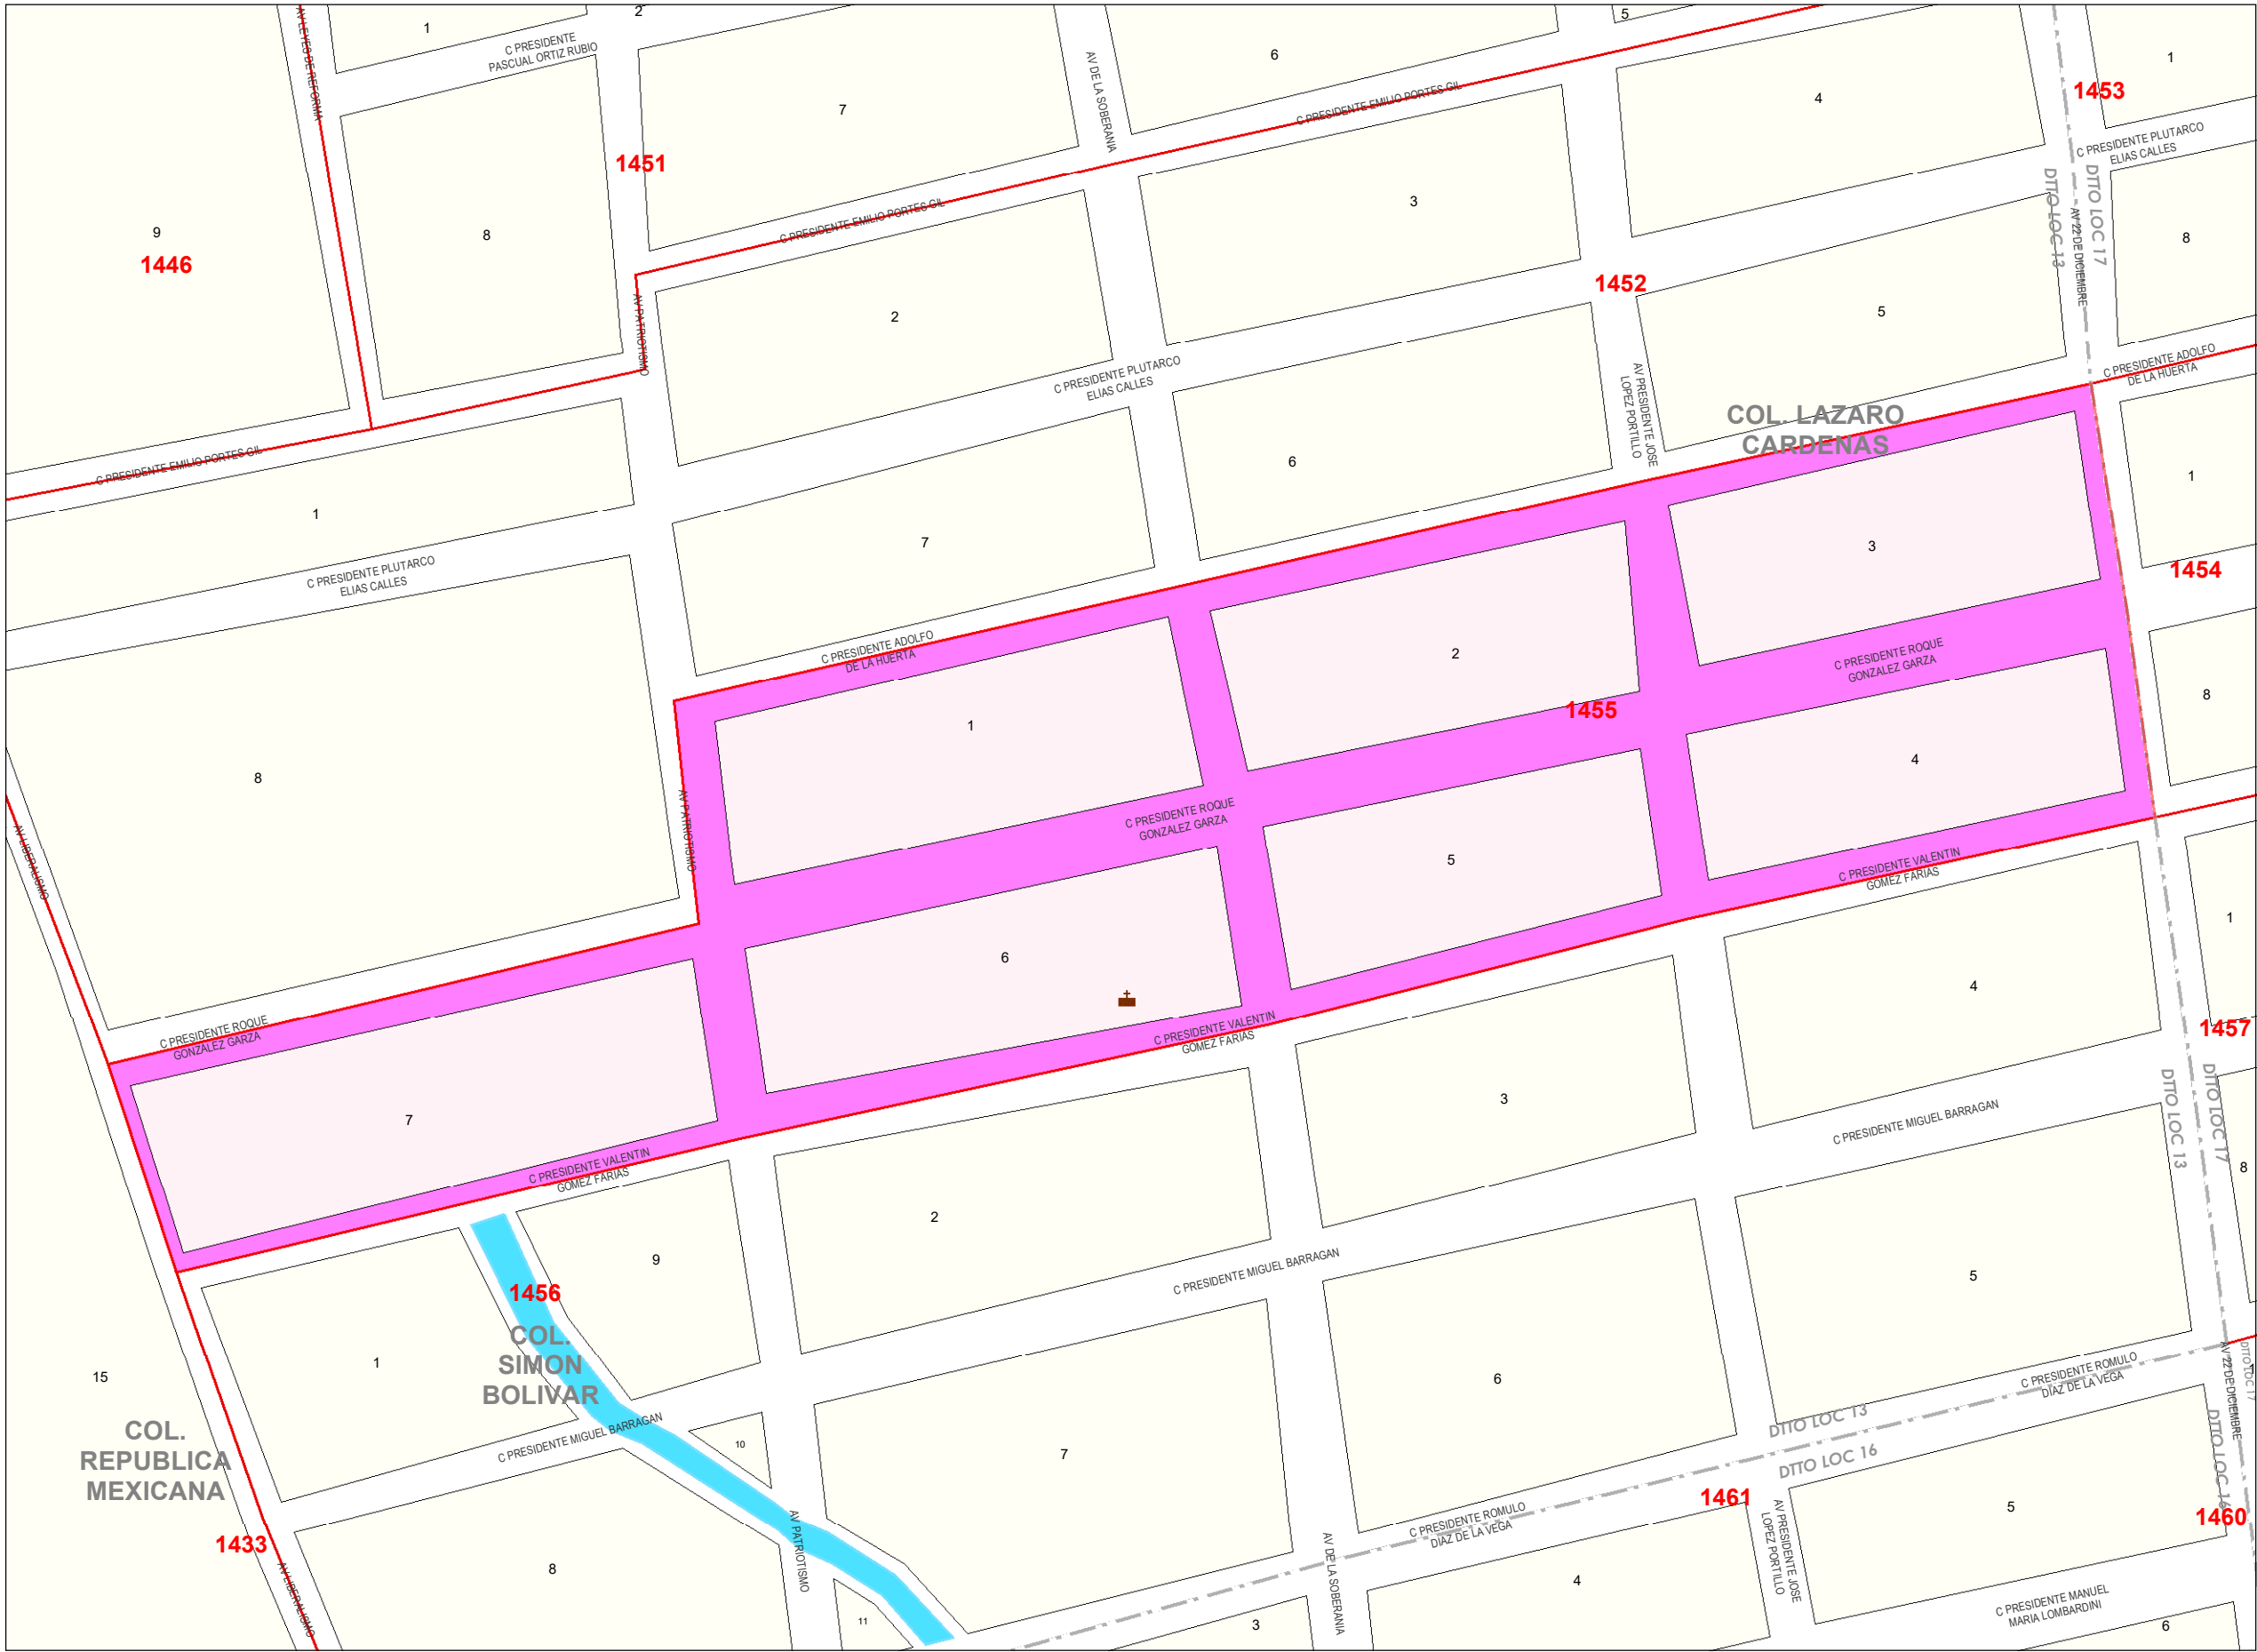 1
2
5
C PRESIDENTE
PASCUAL ORTIZ RUBIO
AV LEYES DE REFORMA
6
AV DE LA SOBERANIA
1
1453
4
7
C PRESIDENTE EMILIO PORTES GIL
C PRESIDENTE PLUTARCO
ELIAS CALLES
1451
DTTO LOC 13
DTTO LOC 17
AV 22 DE DICIEMBRE
3
C PRESIDENTE EMILIO PORTES GIL
9
8
8
1446
1452
AV PATRIOTISMO
2
5
C PRESIDENTE PLUTARCO
ELIAS CALLES
AV PRESIDENTE JOSE
LOPEZ PORTILLO
C PRESIDENTE ADOLFO
DE LA HUERTA
COL. LAZARO
CARDENAS
C PRESIDENTE EMILIO PORTES GIL
6
1
1
7
3
1454
C PRESIDENTE PLUTARCO
ELIAS CALLES
C PRESIDENTE ADOLFO
DE LA HUERTA
2
C PRESIDENTE ROQUE
GONZALEZ GARZA
8
1455
1
8
4
AV PATRIOTISMO
C PRESIDENTE ROQUE
GONZALEZ GARZA
AV LIBERALISMO
5
C PRESIDENTE VALENTIN
GOMEZ FARIAS
1
6
4
C PRESIDENTE ROQUE
GONZALEZ GARZA
C PRESIDENTE VALENTIN
GOMEZ FARIAS
1457
7
3
C PRESIDENTE MIGUEL BARRAGAN
DTTO LOC 13
DTTO LOC 17
C PRESIDENTE VALENTIN
GOMEZ FARIAS
8
2
9
C PRESIDENTE MIGUEL BARRAGAN
5
1456
COL.
SIMON
BOLIVAR
1
15
6
C PRESIDENTE ROMULO
DIAZ DE LA VEGA
AV 22 DE DICIEMBRE
DTTO LOC 17
1
COL.
REPUBLICA
MEXICANA
C PRESIDENTE MIGUEL BARRAGAN
10
7
DTTO LOC 13
DTTO LOC 16
DTTO LOC 16
1461
5
1460
1433
C PRESIDENTE ROMULO
DIAZ DE LA VEGA
AV PRESIDENTE JOSE
LOPEZ PORTILLO
AV PATRIOTISMO
AV DE LA SOBERANIA
8
4
AV LIBERALISMO
11
3
C PRESIDENTE MANUEL
MARIA LOMBARDINI
6